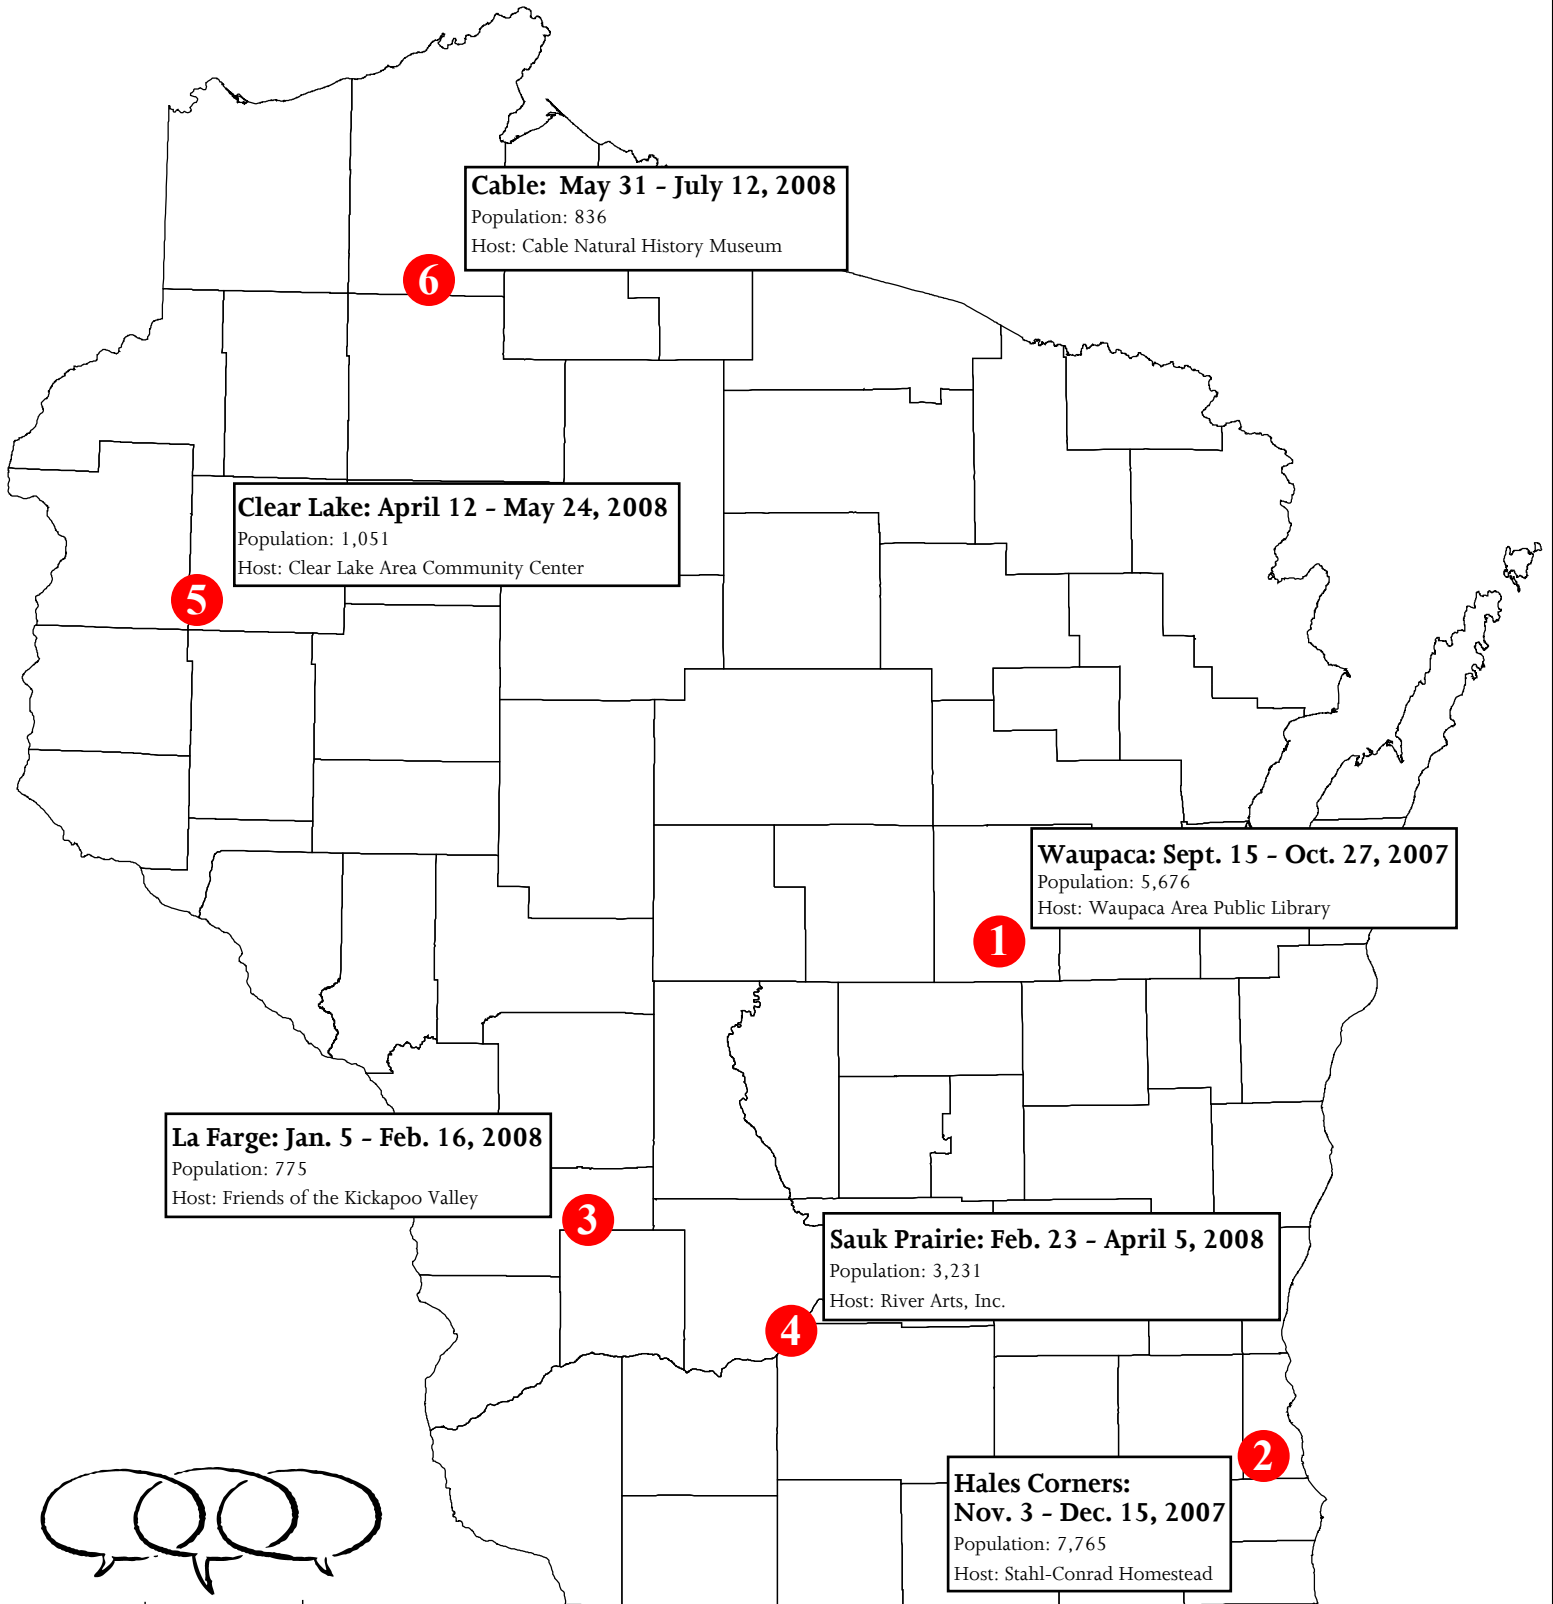 Cable: May 31 - July 12, 2008
Population: 836
Host: Cable Natural History Museum
6
Clear Lake: April 12 - May 24, 2008
Population: 1,051
Host: Clear Lake Area Community Center
5
Waupaca: Sept. 15 - Oct. 27, 2007
Population: 5,676
Host: Waupaca Area Public Library
1
La Farge: Jan. 5 - Feb. 16, 2008
Population: 775
Host: Friends of the Kickapoo Valley
3
Sauk Prairie: Feb. 23 - April 5, 2008
Population: 3,231
Host: River Arts, Inc.
4
2
Hales Corners:
Nov. 3 - Dec. 15, 2007
Population: 7,765
Host: Stahl-Conrad Homestead